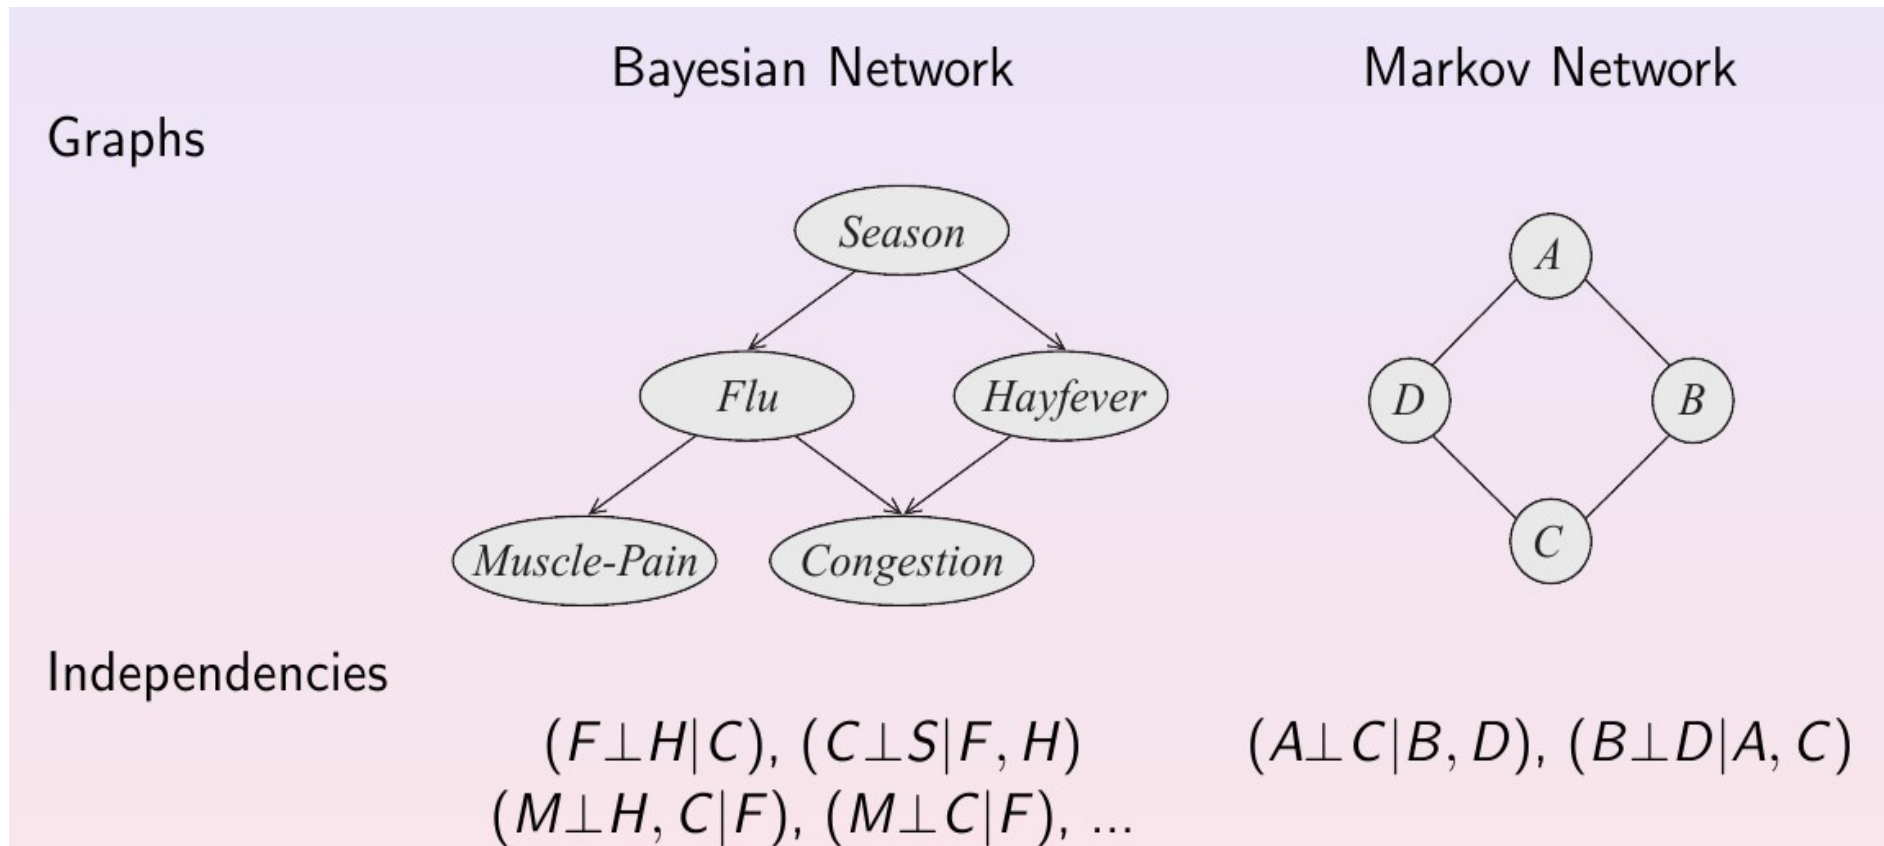 Bayesian Network Markov Network
Graphs
Season
A
Flu Hayfever D B
Muscle-Pain Congestion C
Independencies
(F⊥H|C), (C⊥S|F, H) (A⊥C|B, D), (B⊥D|A, C)
(M⊥H, C|F), (M⊥C|F), ...